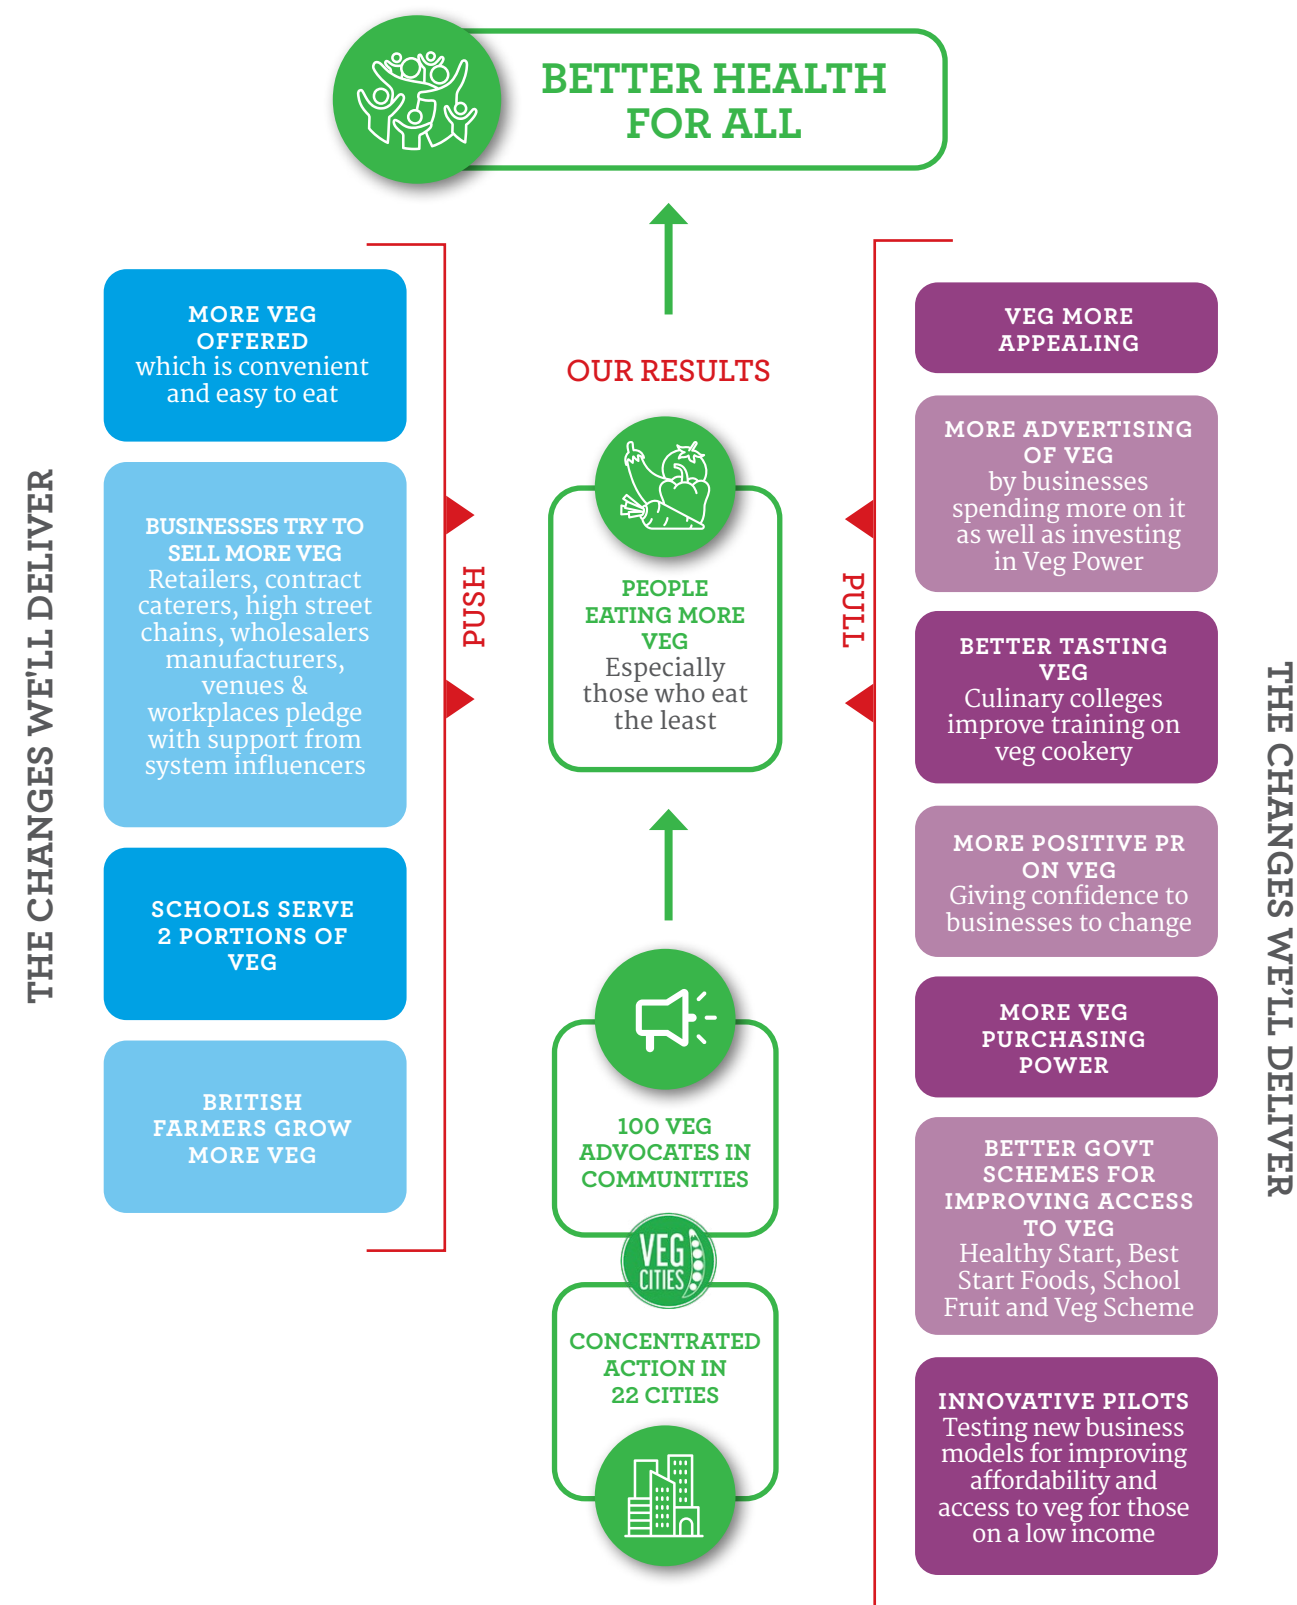 BETTER HEALTH
FOR ALL
THE CHANGES WE'LL DELIVER
MORE VEG
OFFERED
which is convenient
and easy to eat
BUSINESSES TRY TO
SELL MORE VEG
Retailers, contract
caterers, high street
chains, wholesalers
manufacturers,
venues &
workplaces pledge
with support from
system influencers
SCHOOLS SERVE
2 PORTIONS OF
VEG
BRITISH
FARMERS GROW
MORE VEG
PUSH
OUR RESULTS
PEOPLE
EATING MORE
VEG
Especially
those who eat
the least
100 VEG
ADVOCATES IN
COMMUNITIES
VEG
CITIES
CONCENTRATED
ACTION IN
22 CITIES
PULL
VEG MORE
APPEALING
MORE ADVERTISING
OF VEG
by businesses
spending more on it
as well as investing
in Veg Power
BETTER TASTING
VEG
Culinary colleges
improve training on
veg cookery
MORE POSITIVE PR
ON VEG
Giving confidence to
businesses to change
MORE VEG
PURCHASING
POWER
BETTER GOVT
SCHEMES FOR
IMPROVING ACCESS
TO VEG
Healthy Start, Best
Start Foods, School
Fruit and Veg Scheme
INNOVATIVE PILOTS
Testing new business
models for improving
affordability and
access to veg for those
on a low income
THE CHANGES WE'LL DELIVER